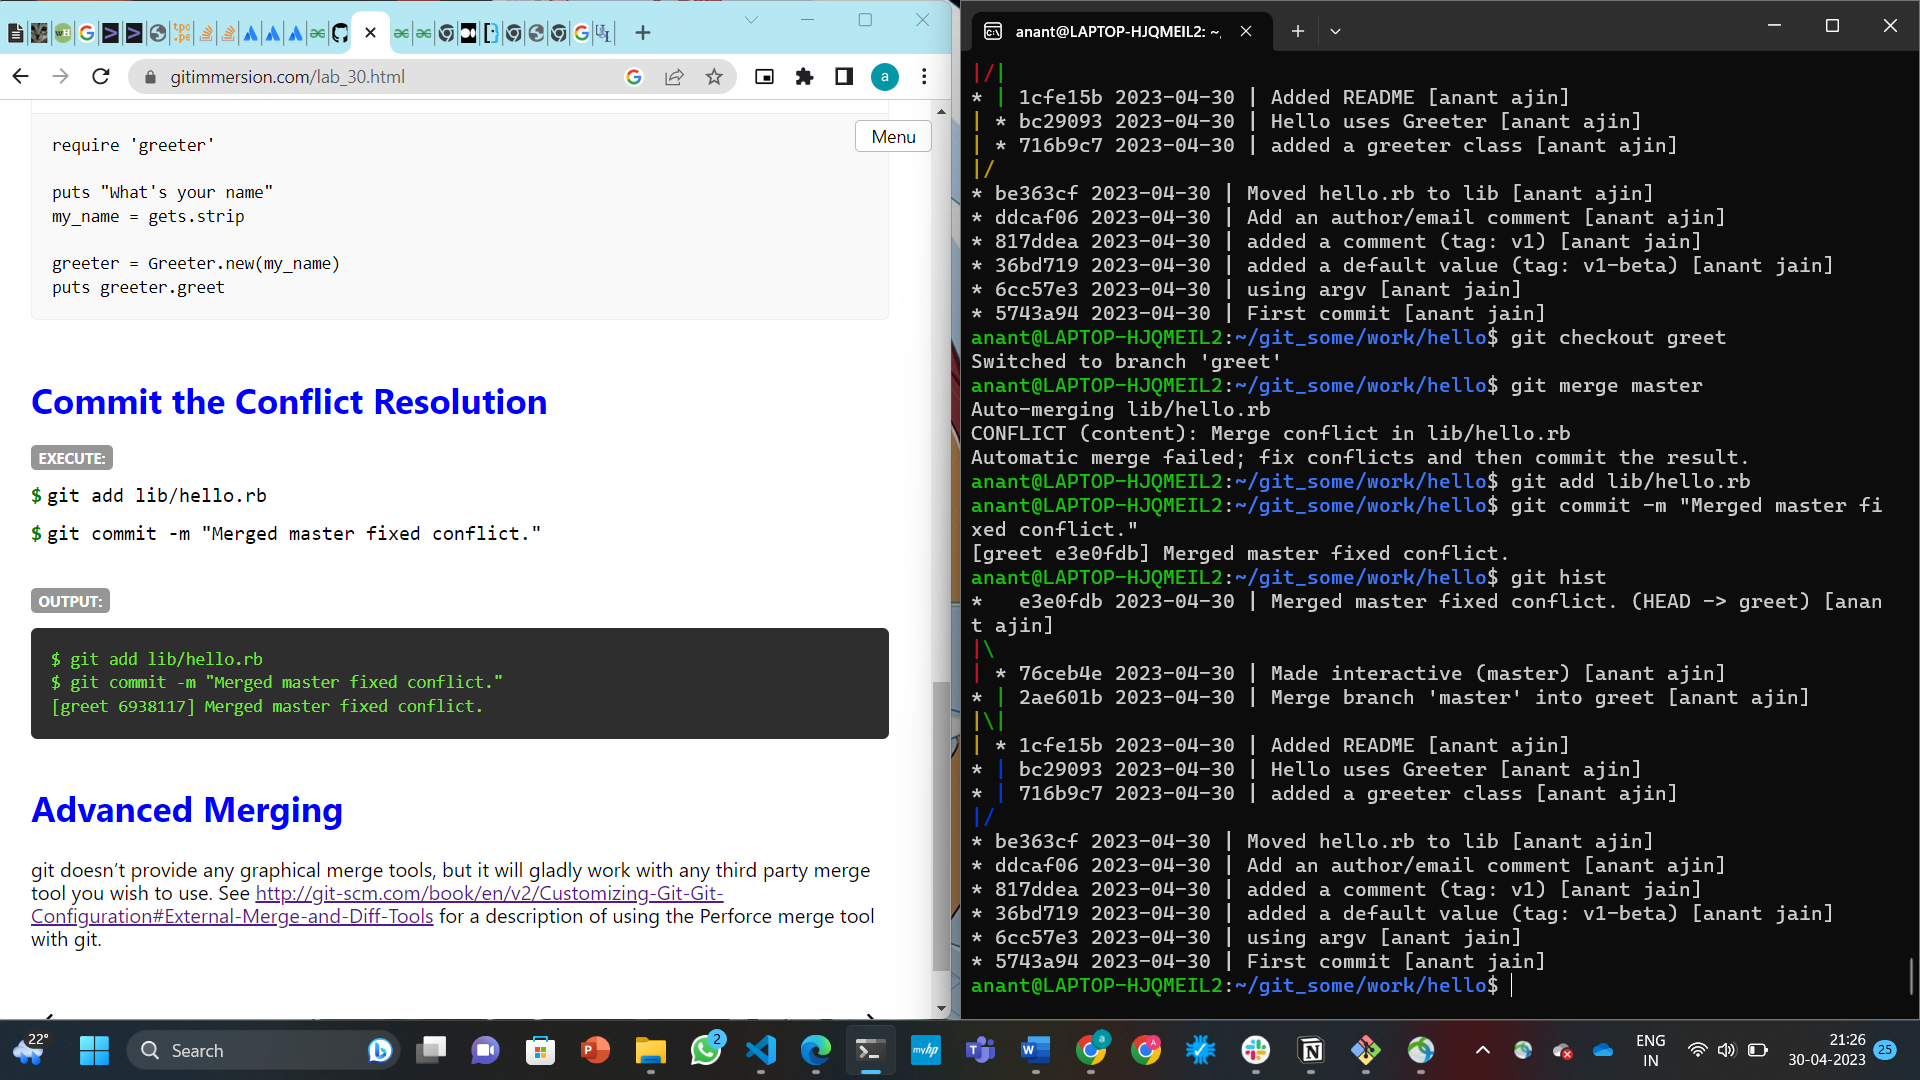 gitimmersion.com/lab_30.html
a
Menu
require 'greeter'
puts "What's your name"
my_name = gets.strip
greeter = Greeter.new(my_name)
puts greeter.greet
Commit the Conflict Resolution
EXECUTE:
$ git add lib/hello.rb
$ git commit -m "Merged master fixed conflict."
OUTPUT:
$ git add lib/hello.rb
$ git commit -m "Merged master fixed conflict."
[greet 6938117] Merged master fixed conflict.
Advanced Merging
git doesn’t provide any graphical merge tools, but it will gladly work with any third party merge
tool you wish to use. See http://git-scm.com/book/en/v2/Customizing-Git-Git-
Configuration#External-Merge-and-Diff-Tools for a description of using the Perforce merge tool
with git.
anant@LAPTOP-HJQMEIL2: ~,
|/|
* | 1cfe15b 2023-04-30 | Added README [anant ajin]
| * bc29093 2023-04-30 | Hello uses Greeter [anant ajin]
| * 716b9c7 2023-04-30 | added a greeter class [anant ajin]
|/
* be363cf 2023-04-30 | Moved hello.rb to lib [anant ajin]
* ddcaf06 2023-04-30 | Add an author/email comment [anant ajin]
* 817ddea 2023-04-30 | added a comment (tag: v1) [anant jain]
* 36bd719 2023-04-30 | added a default value (tag: v1-beta) [anant jain]
* 6cc57e3 2023-04-30 | using argv [anant jain]
* 5743a94 2023-04-30 | First commit [anant jain]
anant@LAPTOP-HJQMEIL2:~/git_some/work/hello$ git checkout greet
Switched to branch 'greet'
anant@LAPTOP-HJQMEIL2:~/git_some/work/hello$ git merge master
Auto-merging lib/hello.rb
CONFLICT (content): Merge conflict in lib/hello.rb
Automatic merge failed; fix conflicts and then commit the result.
anant@LAPTOP-HJQMEIL2:~/git_some/work/hello$ git add lib/hello.rb
anant@LAPTOP-HJQMEIL2:~/git_some/work/hello$ git commit -m "Merged master fi
xed conflict."
[greet e3e0fdb] Merged master fixed conflict.
anant@LAPTOP-HJQMEIL2:~/git_some/work/hello$ git hist
*   e3e0fdb 2023-04-30 | Merged master fixed conflict. (HEAD -> greet) [anan
t ajin]
|\
| * 76ceb4e 2023-04-30 | Made interactive (master) [anant ajin]
* | 2ae601b 2023-04-30 | Merge branch 'master' into greet [anant ajin]
|\|
| * 1cfe15b 2023-04-30 | Added README [anant ajin]
* | bc29093 2023-04-30 | Hello uses Greeter [anant ajin]
* | 716b9c7 2023-04-30 | added a greeter class [anant ajin]
|/
* be363cf 2023-04-30 | Moved hello.rb to lib [anant ajin]
* ddcaf06 2023-04-30 | Add an author/email comment [anant ajin]
* 817ddea 2023-04-30 | added a comment (tag: v1) [anant jain]
* 36bd719 2023-04-30 | added a default value (tag: v1-beta) [anant jain]
* 6cc57e3 2023-04-30 | using argv [anant jain]
* 5743a94 2023-04-30 | First commit [anant jain]
anant@LAPTOP-HJQMEIL2:~/git_some/work/hello$
22°
Search
2
myhp
ENG
IN
21:26
30-04-2023
25